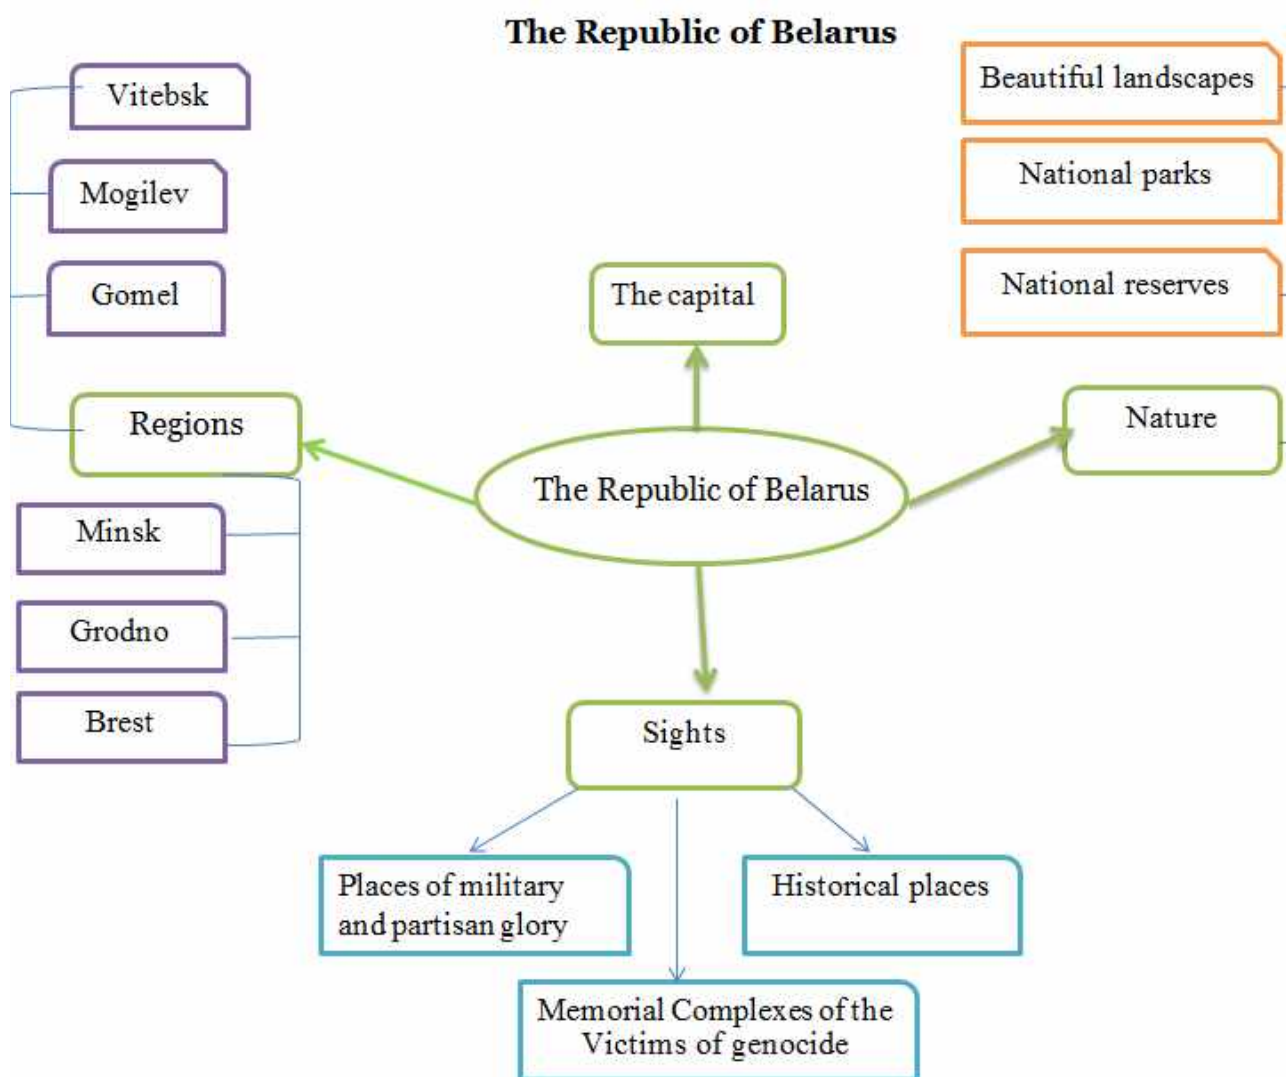 The Republic of Belarus
Vitebsk
Mogilev
Gomel
Regions
Minsk
Grodno
Brest
The capital
The Republic of Belarus
Beautiful landscapes
National parks
National reserves
Nature
Sights
Places of military
and partisan glory
Historical places
Memorial Complexes of the
Victims of genocide